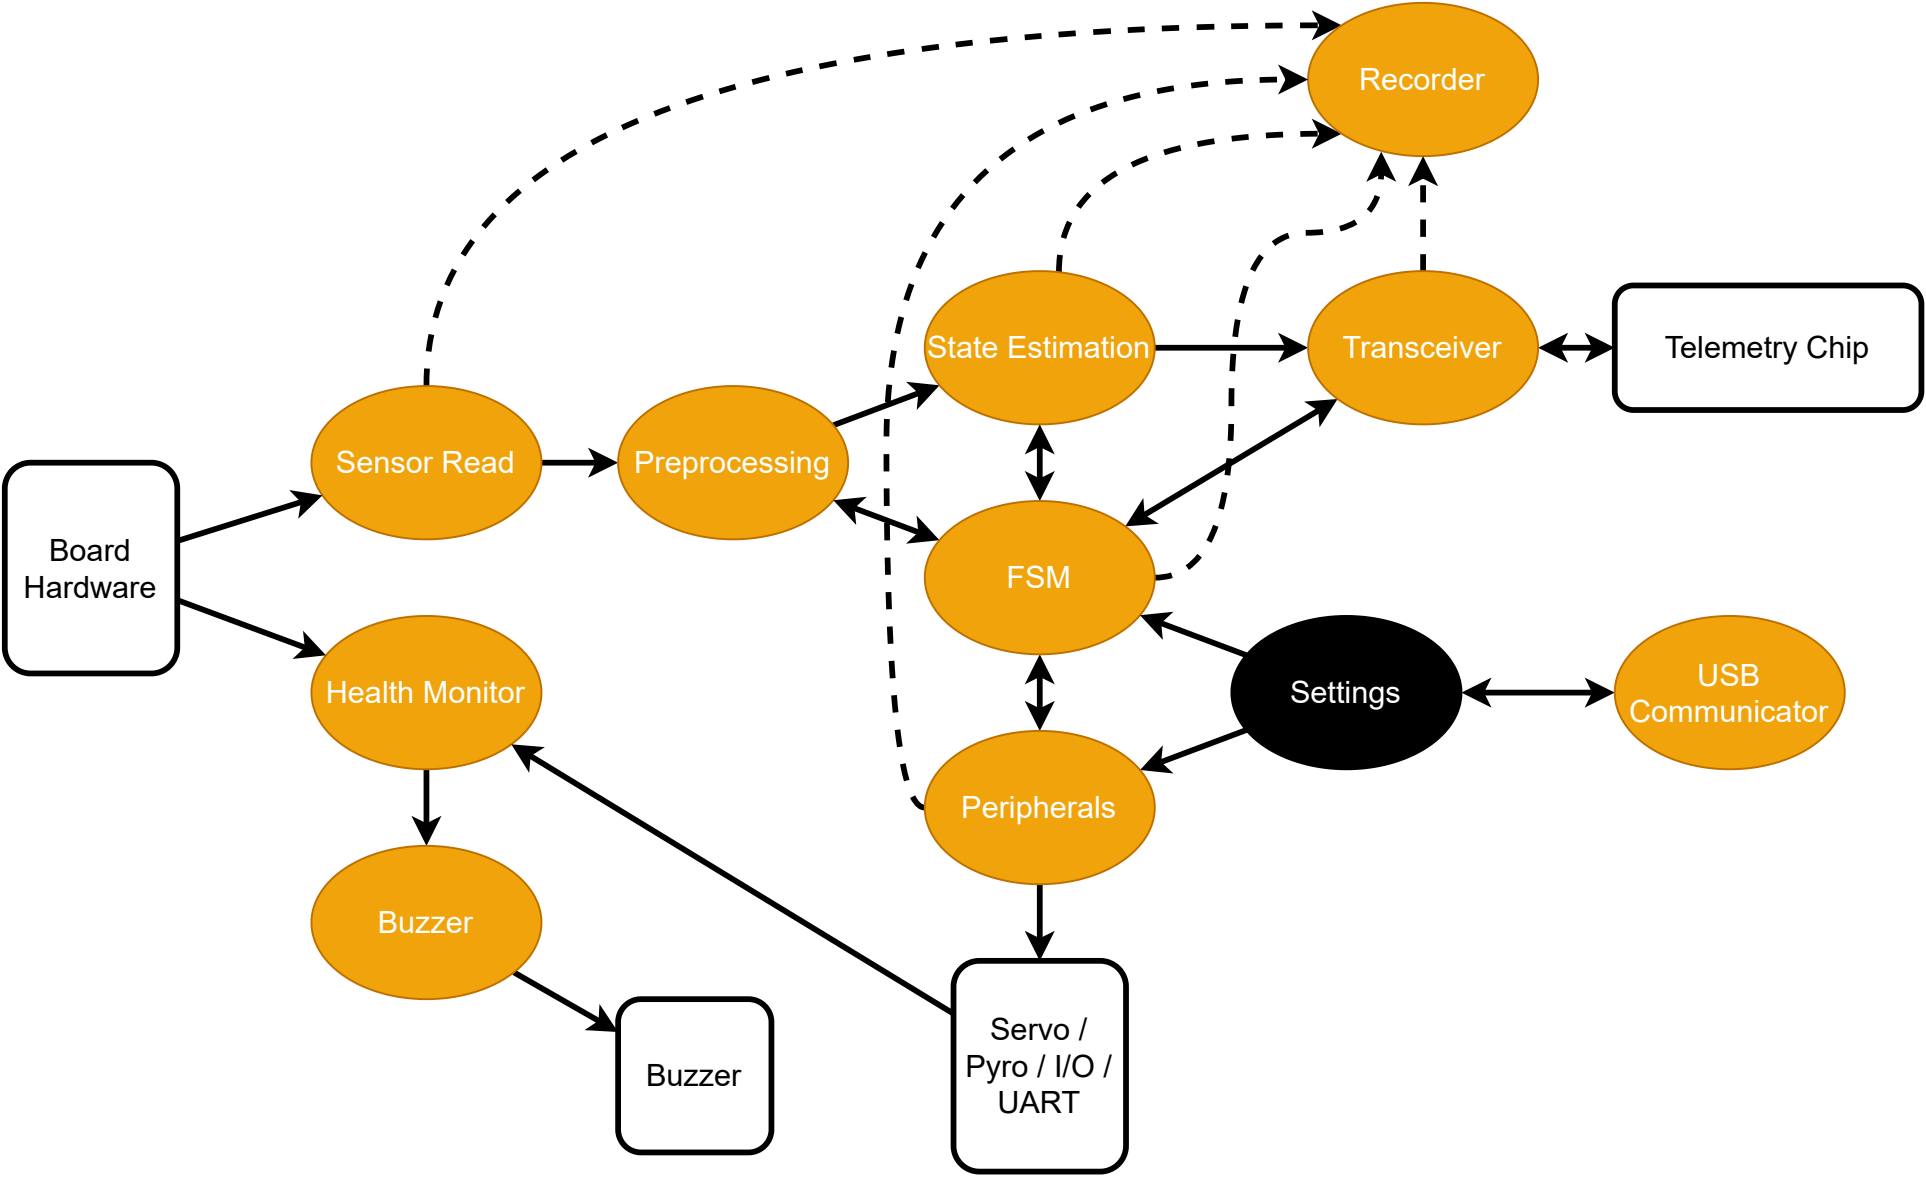 Recorder
State Estimation
Transceiver
Telemetry Chip
Sensor Read
Preprocessing
Board
Hardware
FSM
Health Monitor
Settings
USB
Communicator
Peripherals
Buzzer
Buzzer
Servo /
Pyro / I/O /
UART